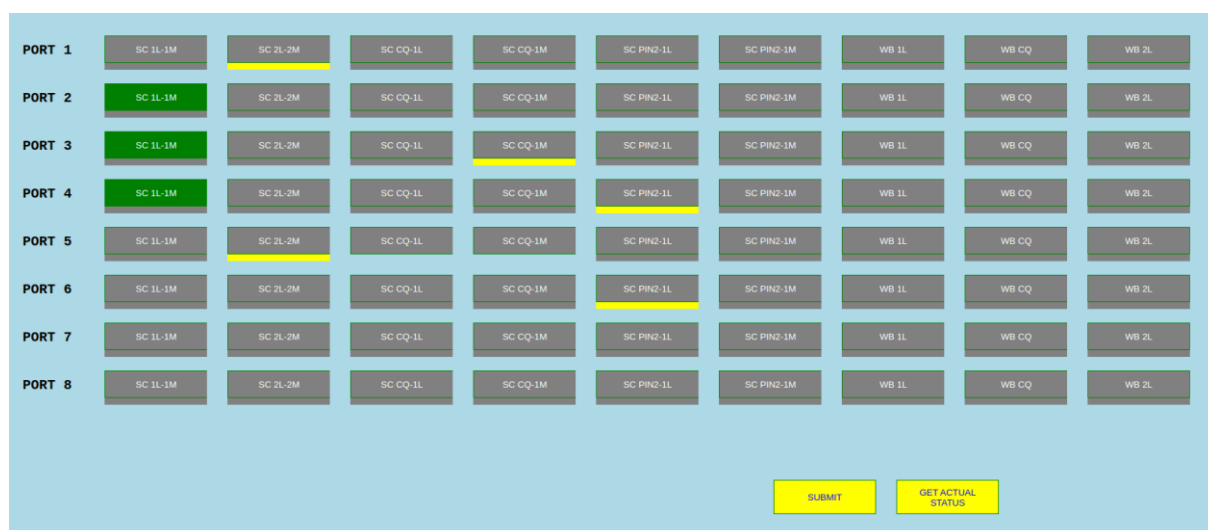 PORT 1 SC 1L-1M SC 2L-2M SC CQ-1L SC CQ-1M SC PIN2-1L SC PIN2-1M WB 1L WB CQ WB 2L
PORT 2 SC 1L-1M SC 2L-2M SC CQ-1L SC CQ-1M SC PIN2-1L SC PIN2-1M WB 1L WB CQ WB 2L
PORT 3 SC 1L-1M SC 2L-2M SC CQ-1L SC CQ-1M SC PIN2-1L SC PIN2-1M WB 1L WB CQ WB 2L
PORT 4 SC 1L-1M SC 2L-2M SC CQ-1L SC CQ-1M SC PIN2-1L SC PIN2-1M WB 1L WB CQ WB 2L
PORT 5 SC 1L-1M SC 2L-2M SC CQ-1L SC CQ-1M SC PIN2-1L SC PIN2-1M WB 1L WB CQ WB 2L
PORT 6 SC 1L-1M SC 2L-2M SC CQ-1L SC CQ-1M SC PIN2-1L SC PIN2-1M WB 1L WB CQ WB 2L
PORT 7 SC 1L-1M SC 2L-2M SC CQ-1L SC CQ-1M SC PIN2-1L SC PIN2-1M WB 1L WB CQ WB 2L
PORT 8 SC 1L-1M SC 2L-2M SC CQ-1L SC CQ-1M SC PIN2-1L SC PIN2-1M WB 1L WB CQ WB 2L
SUBMIT
GET ACTUAL
STATUS